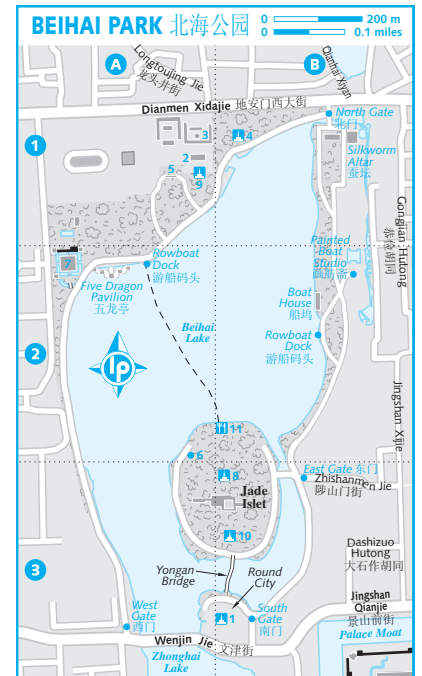 BEIHAI PARK 北海公园
0 200 m
0 0.1 miles
A
B
Longtoujing Jie
龙头井街
Qianhai Xiyan
Dianmen Xidajie 地安门西大街
North Gate
北门
1
3
4
2
Silkworm
Altar
蚕坛
5
9
Gongjian Hutong
恭俭胡同
Painted
Boat
Studio
画舫斋
7
Rowboat
Dock
游船码头
Five Dragon
Pavilion
五龙亭
Boat
House
船坞
Beihai
Lake
Rowboat
Dock
游船码头
2
lp
Jingshan Xijie
11
6
East Gate 东门
8
Zhishanmen Jie
陟山门街
Jade
Islet
10
Dashizuo
Hutong
大石作胡同
3
Yongan
Bridge
Round
City
Jingshan
Qianjie
景山前街
West
Gate
西门
1
South
Gate
南门
Palace Moat
Wenjin Jie 文津街
Zhonghai
Lake